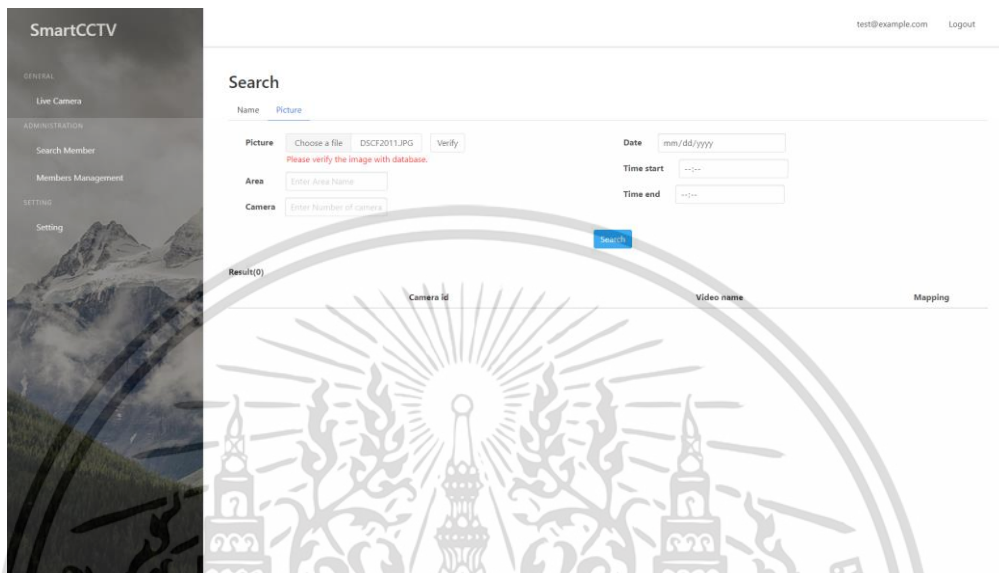 SmartCCTV
test@example.com Logout
GENERAL
Live Camera
ADMINISTRATION
Search Member
Members Management
SETTING
Setting
Search
Name Picture
Picture Choose a file DSCF2011.JPG Verify
Please verify the image with database.
Area Enter Area Name
Camera Enter Number of camera
Date mm/dd/yyyy
Time start --:--
Time end --:--
Search
Result(0)
Camera id Video name Mapping